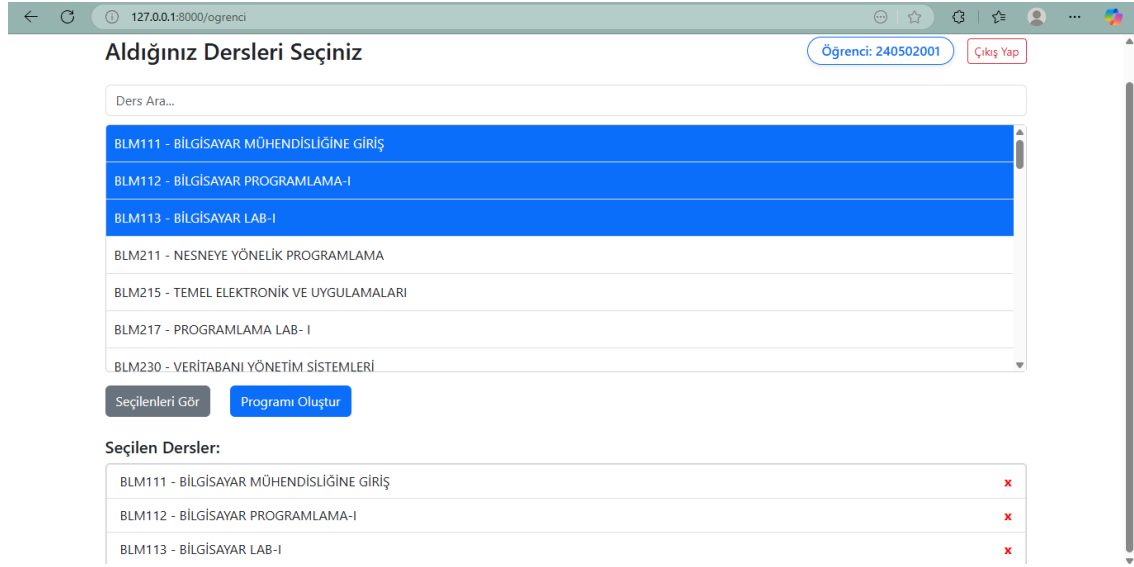 127.0.0.1:8000/ogrenci
Aldığınız Dersleri Seçiniz
Öğrenci: 240502001
Çıkış Yap
Ders Ara...
BLM111 - BİLGİSAYAR MÜHENDİSLİĞİNE GİRİŞ
BLM112 - BİLGİSAYAR PROGRAMLAMA-I
BLM113 - BİLGİSAYAR LAB-I
BLM211 - NESNEYE YÖNELİK PROGRAMLAMA
BLM215 - TEMEL ELEKTRONİK VE UYGULAMALARI
BLM217 - PROGRAMLAMA LAB- I
BLM230 - VERİTABANI YÖNETİM SİSTEMLERİ
Seçilenleri Gör
Programı Oluştur
Seçilen Dersler:
BLM111 - BİLGİSAYAR MÜHENDİSLİĞİNE GİRİŞ x
BLM112 - BİLGİSAYAR PROGRAMLAMA-I x
BLM113 - BİLGİSAYAR LAB-I x